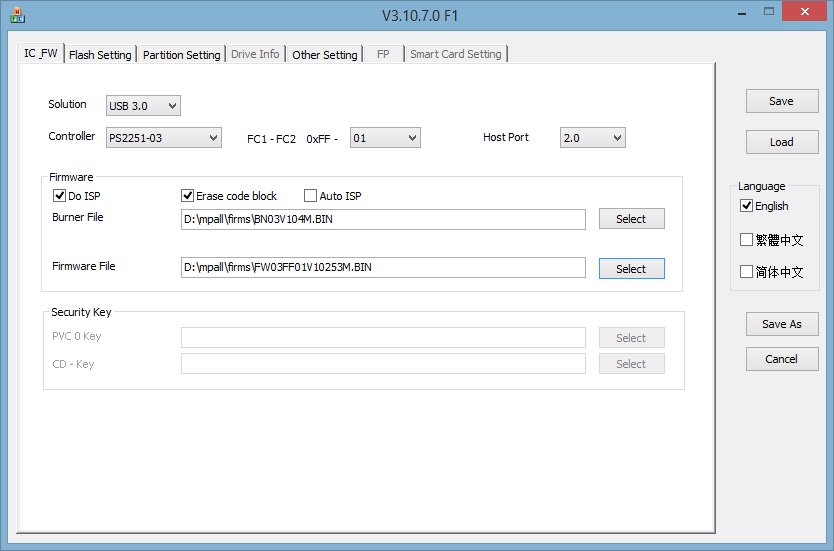 V3.10.7.0 F1
IC _FW Flash Setting Partition Setting Drive Info Other Setting FP Smart Card Setting
Solution USB 3.0
Controller PS2251-03 FC1 - FC2 0xFF - 01 Host Port 2.0
Firmware
Do ISP Erase code block Auto ISP
Burner File D:\mpall\firms\BN03V104M.BIN Select
Firmware File D:\mpall\firms\FW03FF01V10253M.BIN Select
Security Key
PVC 0 Key Select
CD - Key Select
Save
Load
Language
English
繁體中文
简体中文
Save As
Cancel